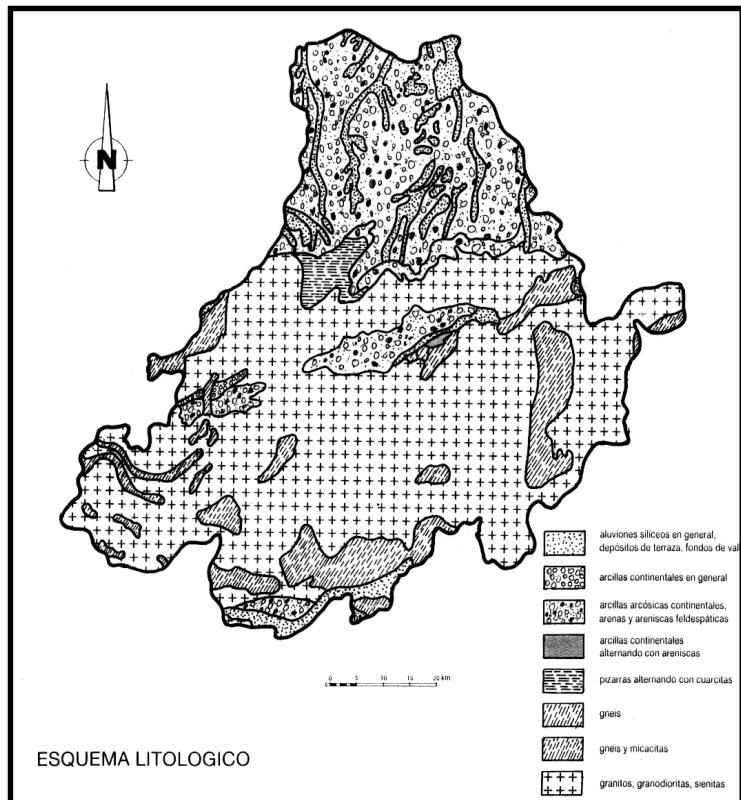 N
aluviones silíceos en general,
depósitos de terraza, fondos de val
arcillas continentales en general
arcillas arcósicas continentales,
arenas y areniscas feldespáticas
arcillas continentales
alternando con areniscas
pizarras alternando con cuarcitas
gneis
gneis y micacitas
granitos, granodioritas, sienitas
0 5 10 15 20 km
ESQUEMA LITOLOGICO